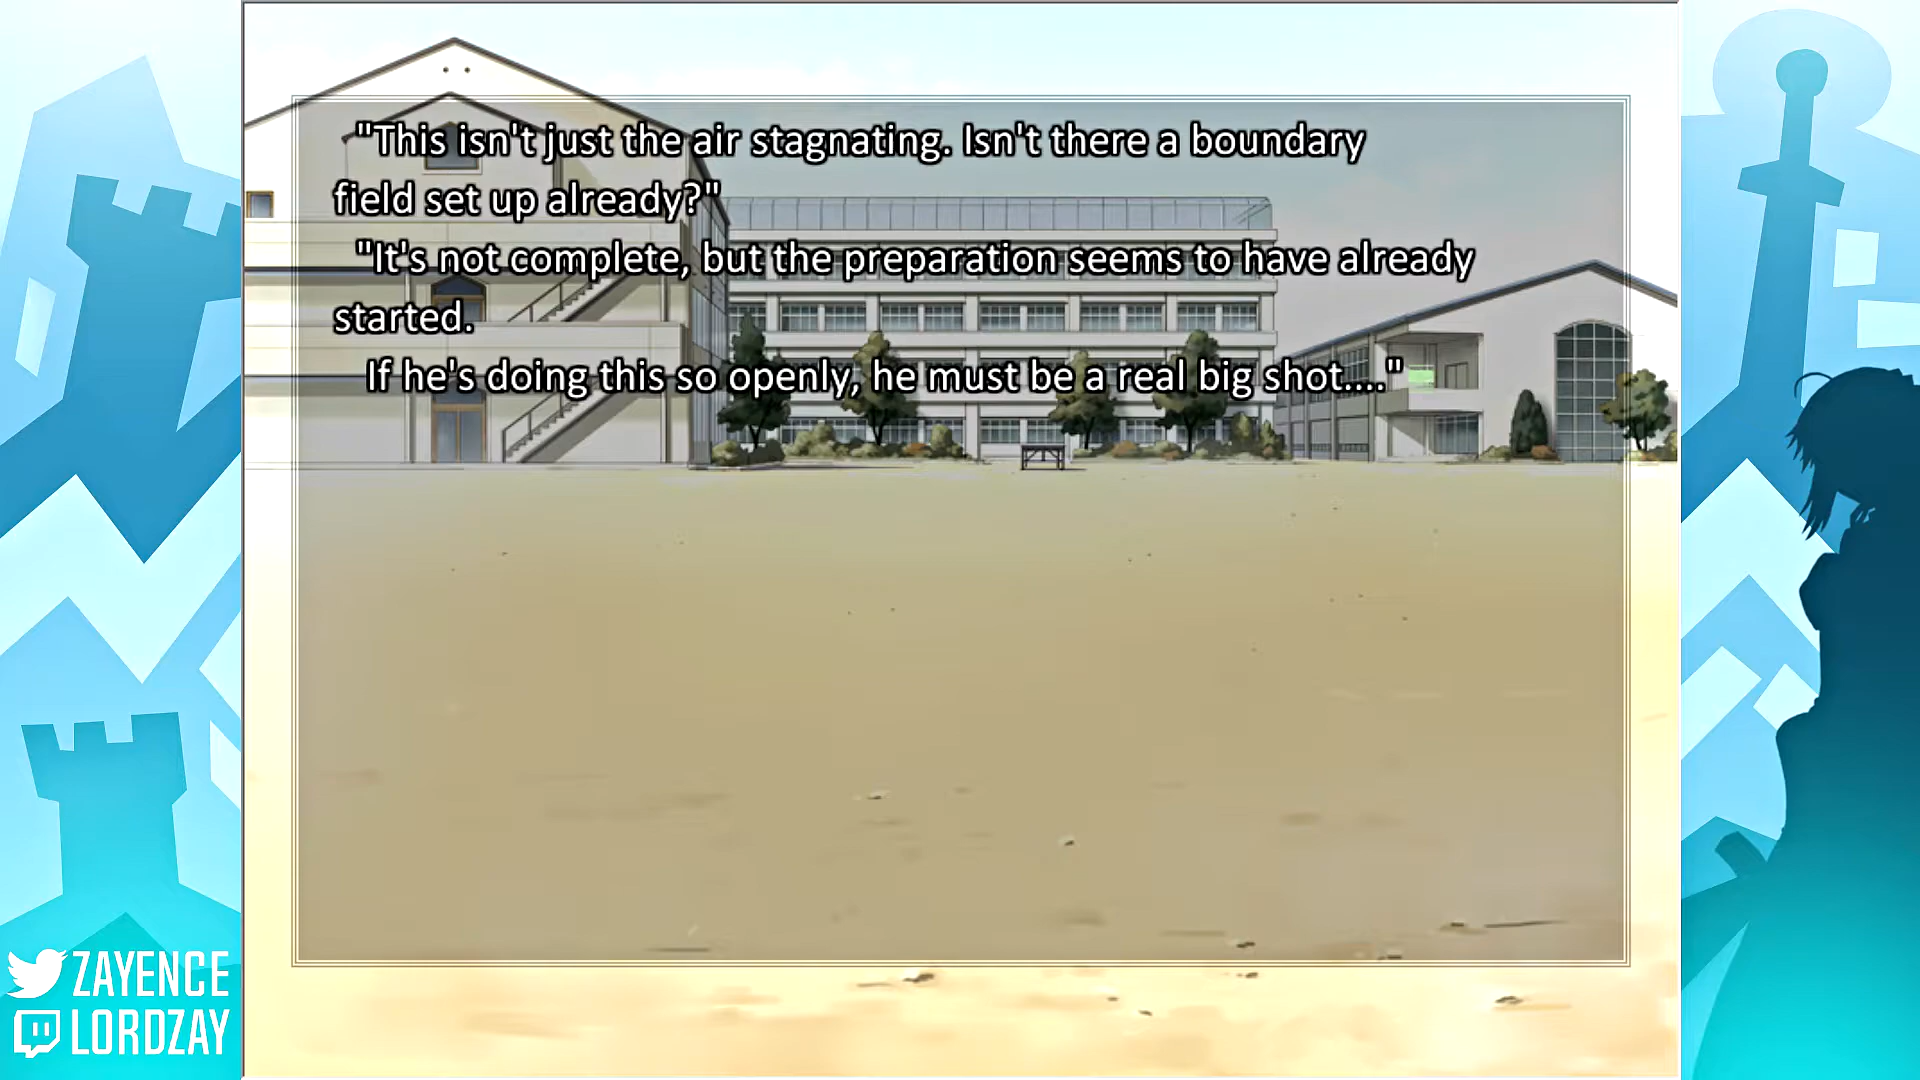 "This isn't just the air stagnating. Isn't there a boundary
field set up already?"
"It's not complete, but the preparation seems to have already
started.
If he's doing this so openly, he must be a real big shot...."
ZAYENCE
LORDZAY